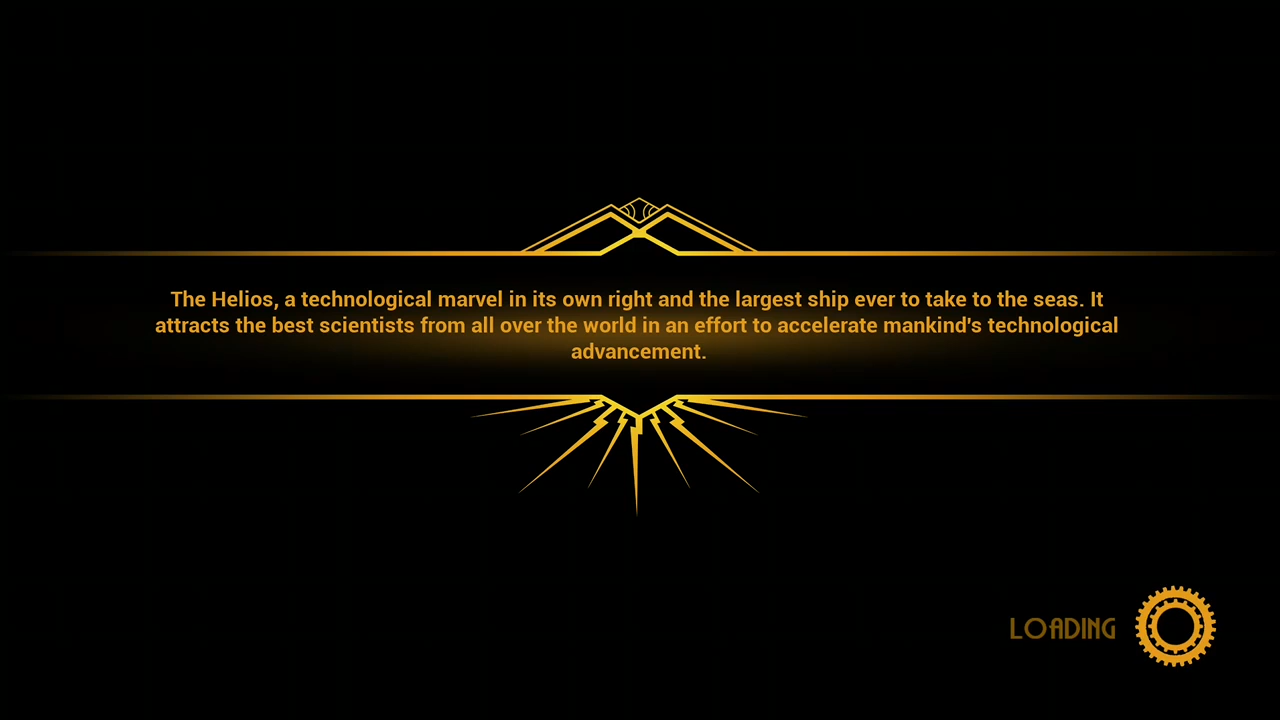 The Helios, a technological marvel in its own right and the largest ship ever to take to the seas. It
attracts the best scientists from all over the world in an effort to accelerate mankind's technological
advancement.
LOADING